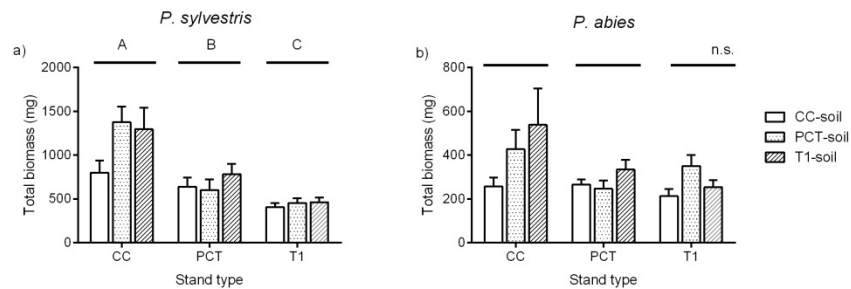 P. sylvestris
a)
A B C
2000
1500
1000
500
0
Total biomass (mg)
CC PCT T1
Stand type
P. abies
b)
n.s.
800
600
400
200
0
Total biomass (mg)
CC PCT T1
Stand type
CC-soil
PCT-soil
T1-soil